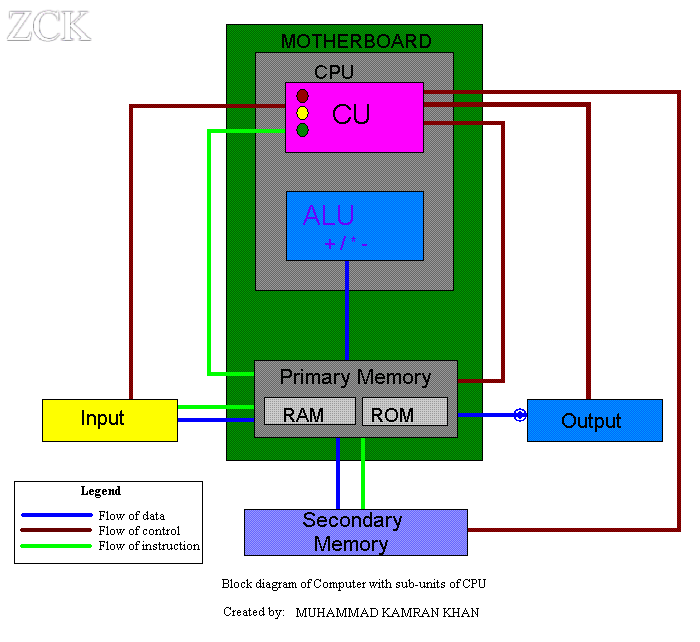 ZCK
MOTHERBOARD
CPU
CU
ALU
+ / * -
Primary Memory
RAM
ROM
Input
Output
Secondary
Memory
Legend
Flow of data
Flow of control
Flow of instruction
Block diagram of Computer with sub-units of CPU
Created by: MUHAMMAD KAMRAN KHAN